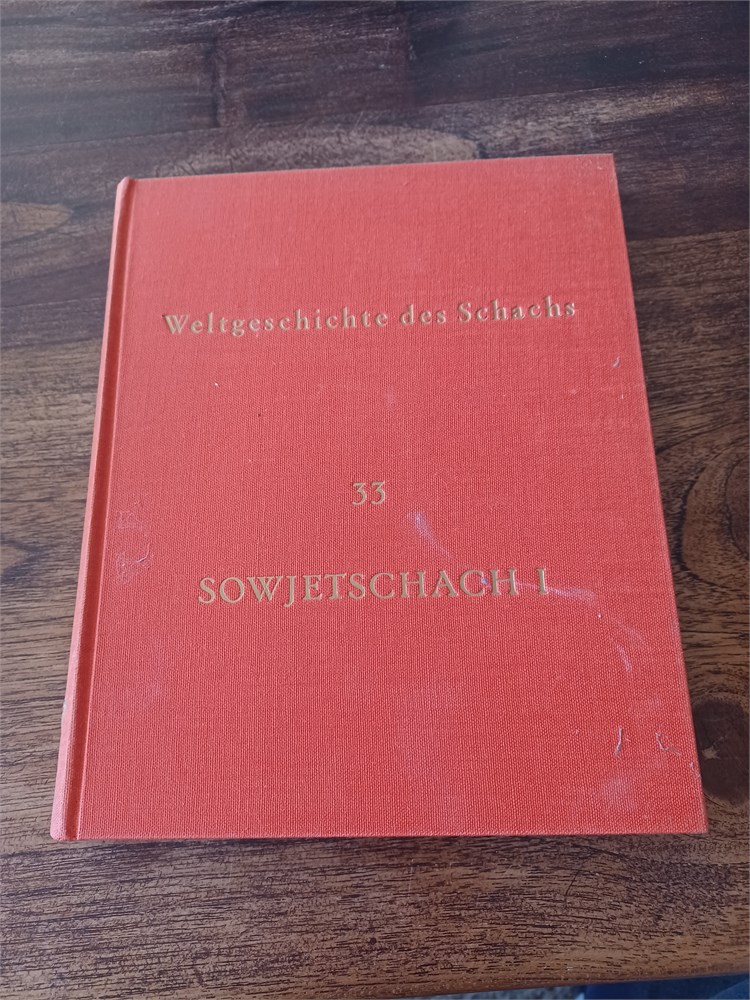 Weltgeschichte des Schachs
33
SOWJETSCHACH I